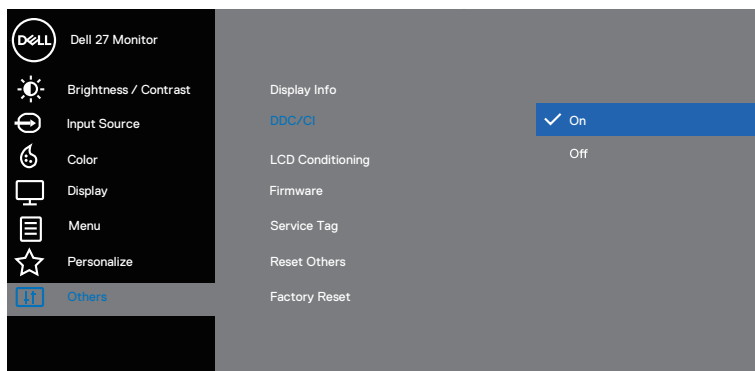 DELL
Dell 27 Monitor
Brightness / Contrast
Input Source
Color
Display
Menu
Personalize
Others
Display Info
DDC/CI
LCD Conditioning
Firmware
Service Tag
Reset Others
Factory Reset
On
Off